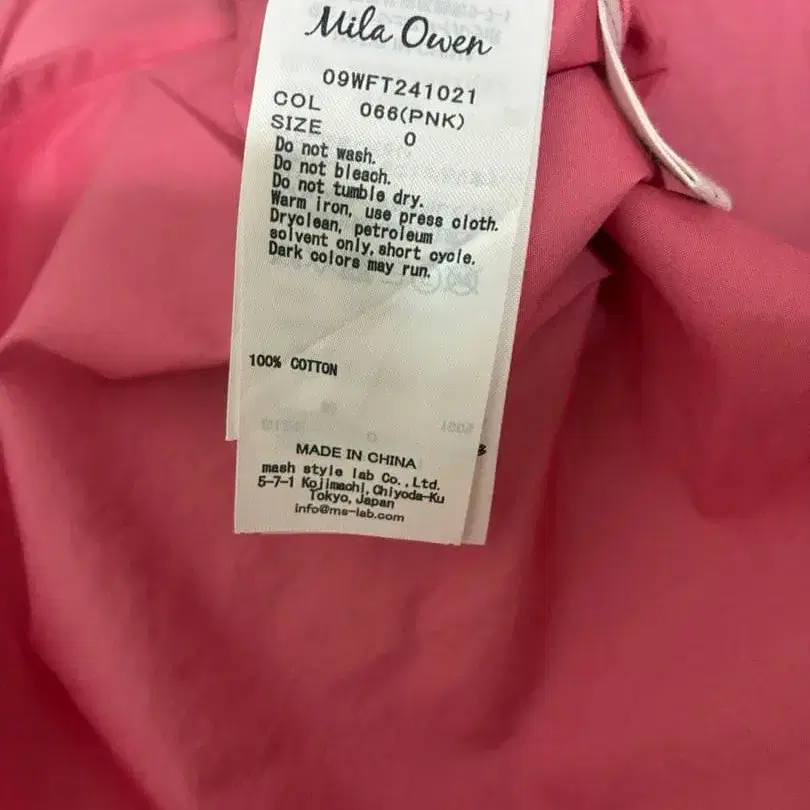 Mila Owen
09WFT241021
COL 066(PNK)
SIZE 0
Do not wash.
Do not bleach.
Do not tumble dry.
Warm iron, use press cloth.
Dryclean, petroleum
solvent only,short cycle.
Dark colors may run.
100% COTTON
MADE IN CHINA
mash style lab Co.,Ltd.
5-7-1 Kojimachi,Chiyoda-Ku
Tokyo,Japan
info@ms-lab.com